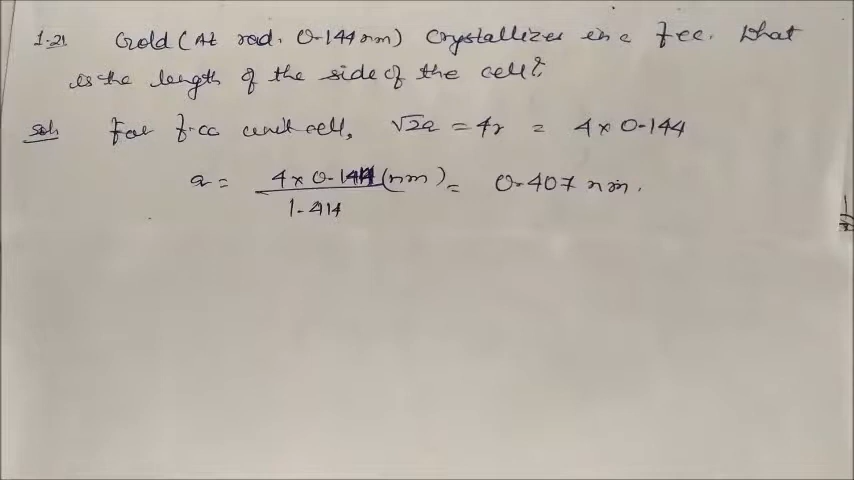 1.21 Gold (At rad. 0.144 nm) Crystallizes in a fcc. What
is the length of the side of the cell?
Soln For f.cc unit cell, √2a = 4r = 4 × 0.144
a = 4 × 0.144 (nm) / 1.414 = 0.407 nm.